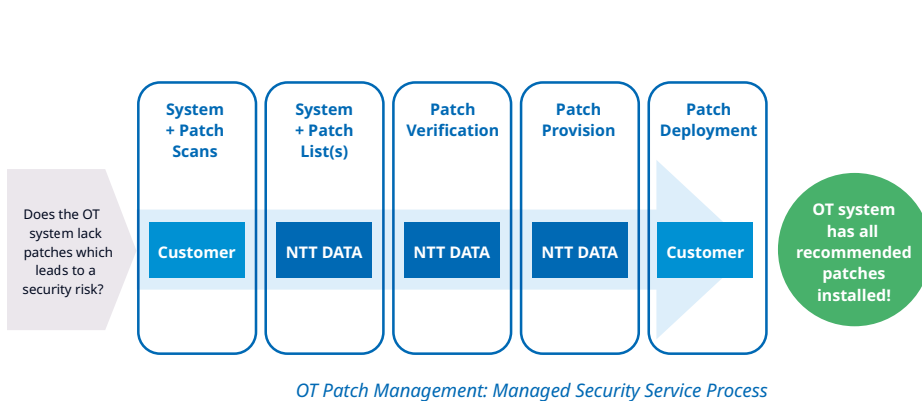 System
+ Patch
Scans
System
+ Patch
List(s)
Patch
Verification
Patch
Provision
Patch
Deployment
Does the OT
system lack
patches which
leads to a
security risk?
Customer
NTT DATA
NTT DATA
NTT DATA
Customer
OT system
has all
recommended
patches
installed!
OT Patch Management: Managed Security Service Process